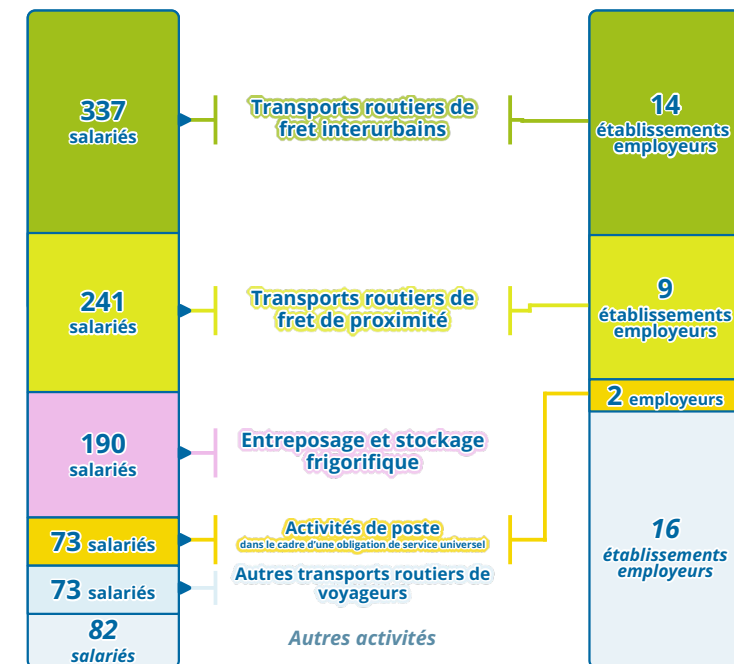 337
salariés
Transports routiers de
fret interurbains
14
établissements
employeurs
241
salariés
Transports routiers de
fret de proximité
9
établissements
employeurs
2 employeurs
190
salariés
Entreposage et stockage
frigorifique
73 salariés
Activités de poste
dans le cadre d'une obligation de service universel
16
établissements
employeurs
73 salariés
Autres transports routiers de
voyageurs
82
salariés
Autres activités